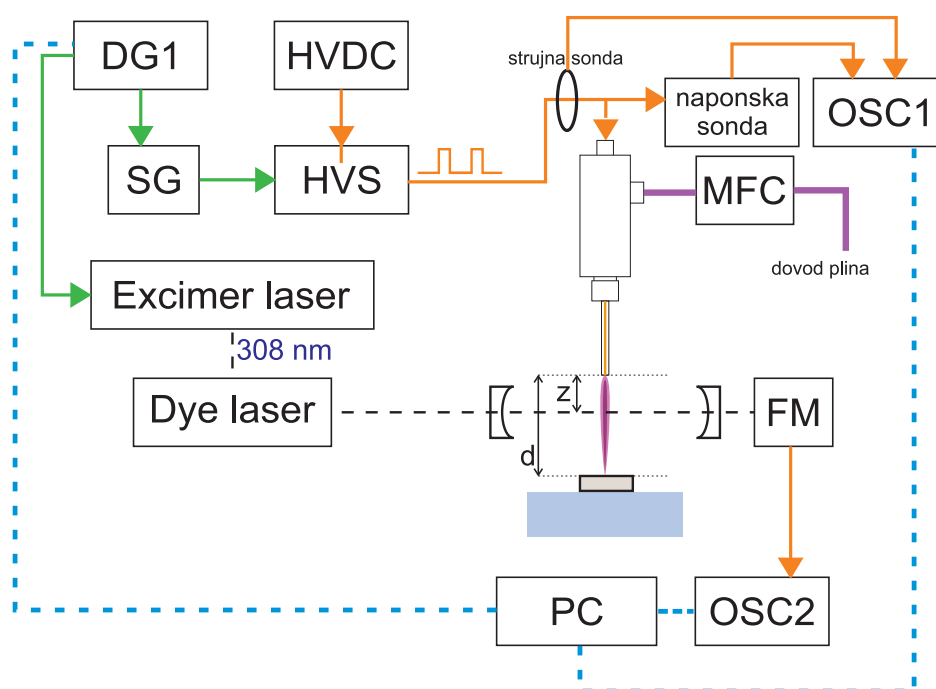 DG1
HVDC
strujna sonda
naponska
sonda
OSC1
SG
HVS
MFC
dovod plina
Excimer laser
308 nm
Dye laser
z
d
FM
PC
OSC2